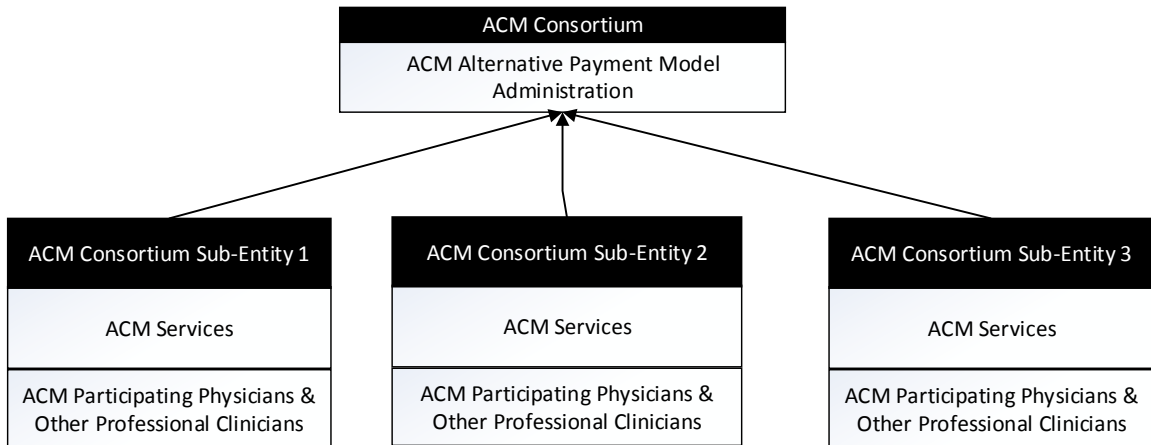 ACM Consortium
ACM Alternative Payment Model
Administration
ACM Consortium Sub-Entity 1
ACM Services
ACM Participating Physicians &
Other Professional Clinicians
ACM Consortium Sub-Entity 2
ACM Services
ACM Participating Physicians &
Other Professional Clinicians
ACM Consortium Sub-Entity 3
ACM Services
ACM Participating Physicians &
Other Professional Clinicians